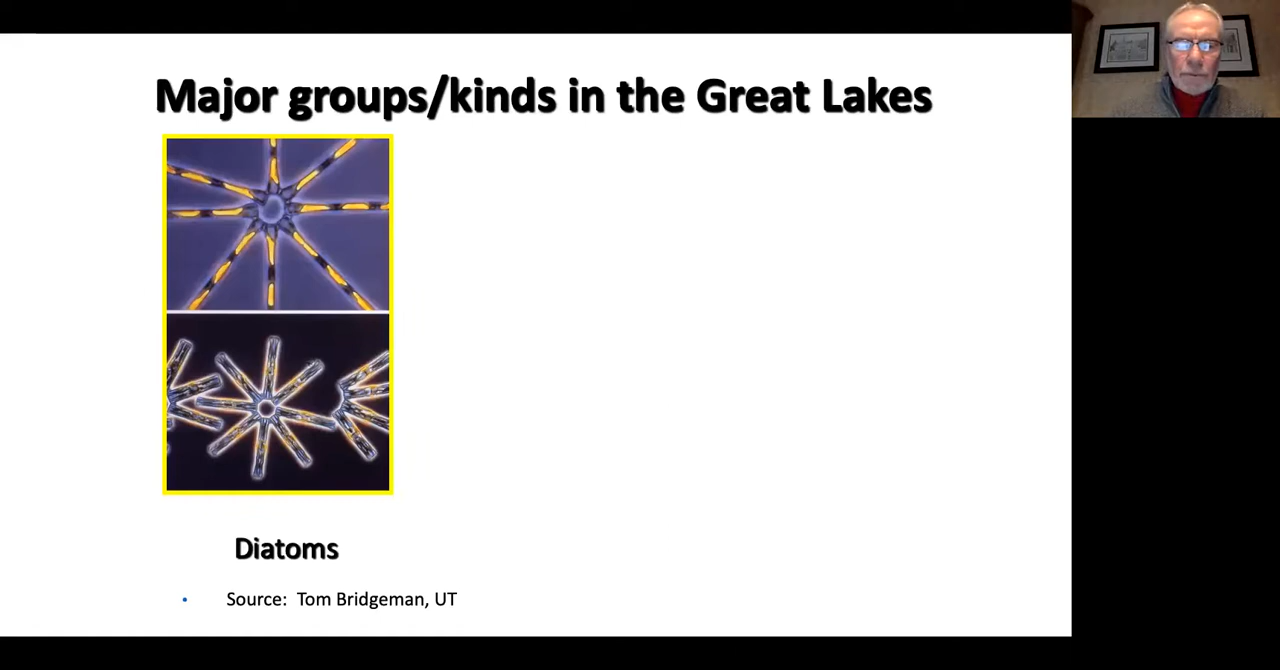 Major groups/kinds in the Great Lakes
Diatoms
• Source: Tom Bridgeman, UT